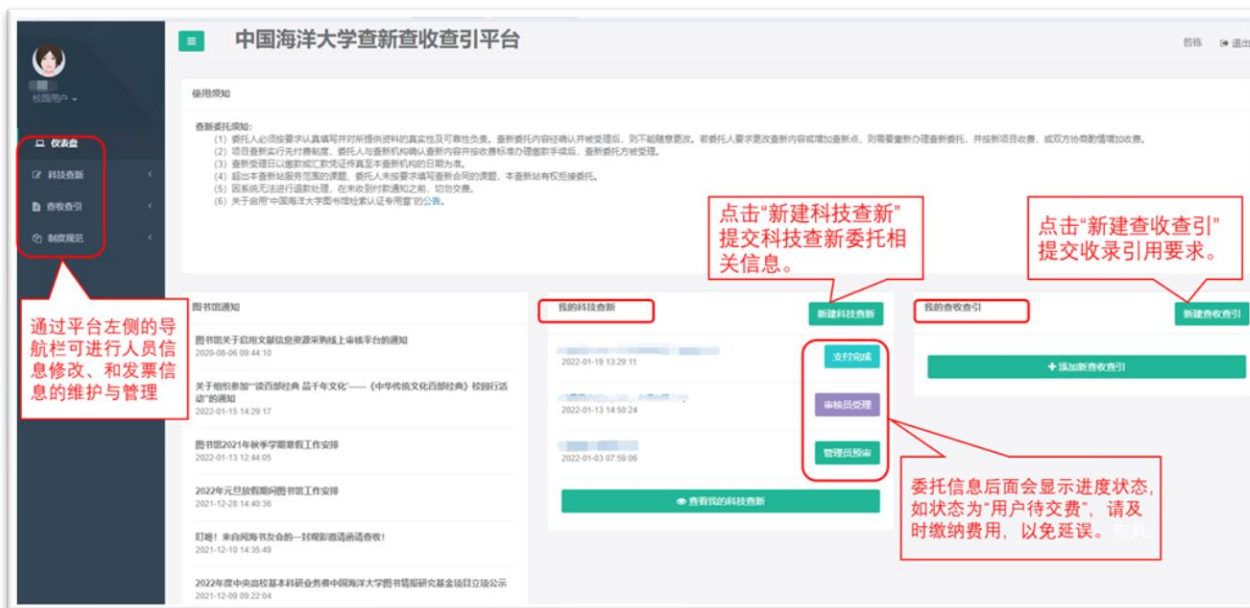 中国海洋大学查新查收查引平台
退出
校园用户
使用须知
仪表盘
科技查新
查收查引
制度规范
查新委托须知:
(1) 委托人必须按要求认真填写并对所提供资料的真实性及可靠性负责。查新委托内容经确认并被受理后，则不能随意更改。若委托人要求更改查新内容或增加查新点，则需要重新办理查新委托，并按新项目收费，或双方协商酌情增加收费。
(2) 项目查新实行先付费制度，委托人与查新机构确认查新内容并按收费标准办理缴款手续后，查新委托方被受理。
(3) 查新受理日以缴款或汇款凭证传真至本查新机构的日期为准。
(4) 超出本查新站服务范围的课题、委托人未按要求填写查新合同的课题，本查新站有权拒接委托。
(5) 因系统无法进行退款处理，在未收到付款通知之前，切勿交费。
(6) 关于启用“中国海洋大学图书馆检索认证专用章”的公告。
点击“新建科技查新”
提交科技查新委托相
关信息。
点击“新建查收查引”
提交收录引用要求。
通过平台左侧的导
航栏可进行人员信
息修改、和发票信
息的维护与管理
图书馆通知
图书馆关于启用文献信息资源采购线上审核平台的通知
2020-08-06 09:44:10
关于组织参加“‘读百部经典 品千年文化’——《中华传统文化百部经典》校园行活
动”的通知
2022-01-15 14:29:17
图书馆2021年秋季学期寒假工作安排
2022-01-13 12:44:05
2022年元旦放假期间图书馆工作安排
2021-12-28 14:40:36
叮咚！来自闻海书友会的一封观影邀请函请查收！
2021-12-10 14:35:49
2022年度中央高校基本科研业务费中国海洋大学图书情报研究基金项目立项公示
2021-12-09 09:22:04
我的科技查新
新建科技查新
2022-01-19 13:29:11
支付完成
2022-01-13 14:50:24
审核员受理
2022-01-03 07:59:06
管理员预审
查看我的科技查新
我的查收查引
新建查收查引
+添加新查收查引
委托信息后面会显示进度状态,
如状态为“用户待交费”，请及
时缴纳费用，以免延误。